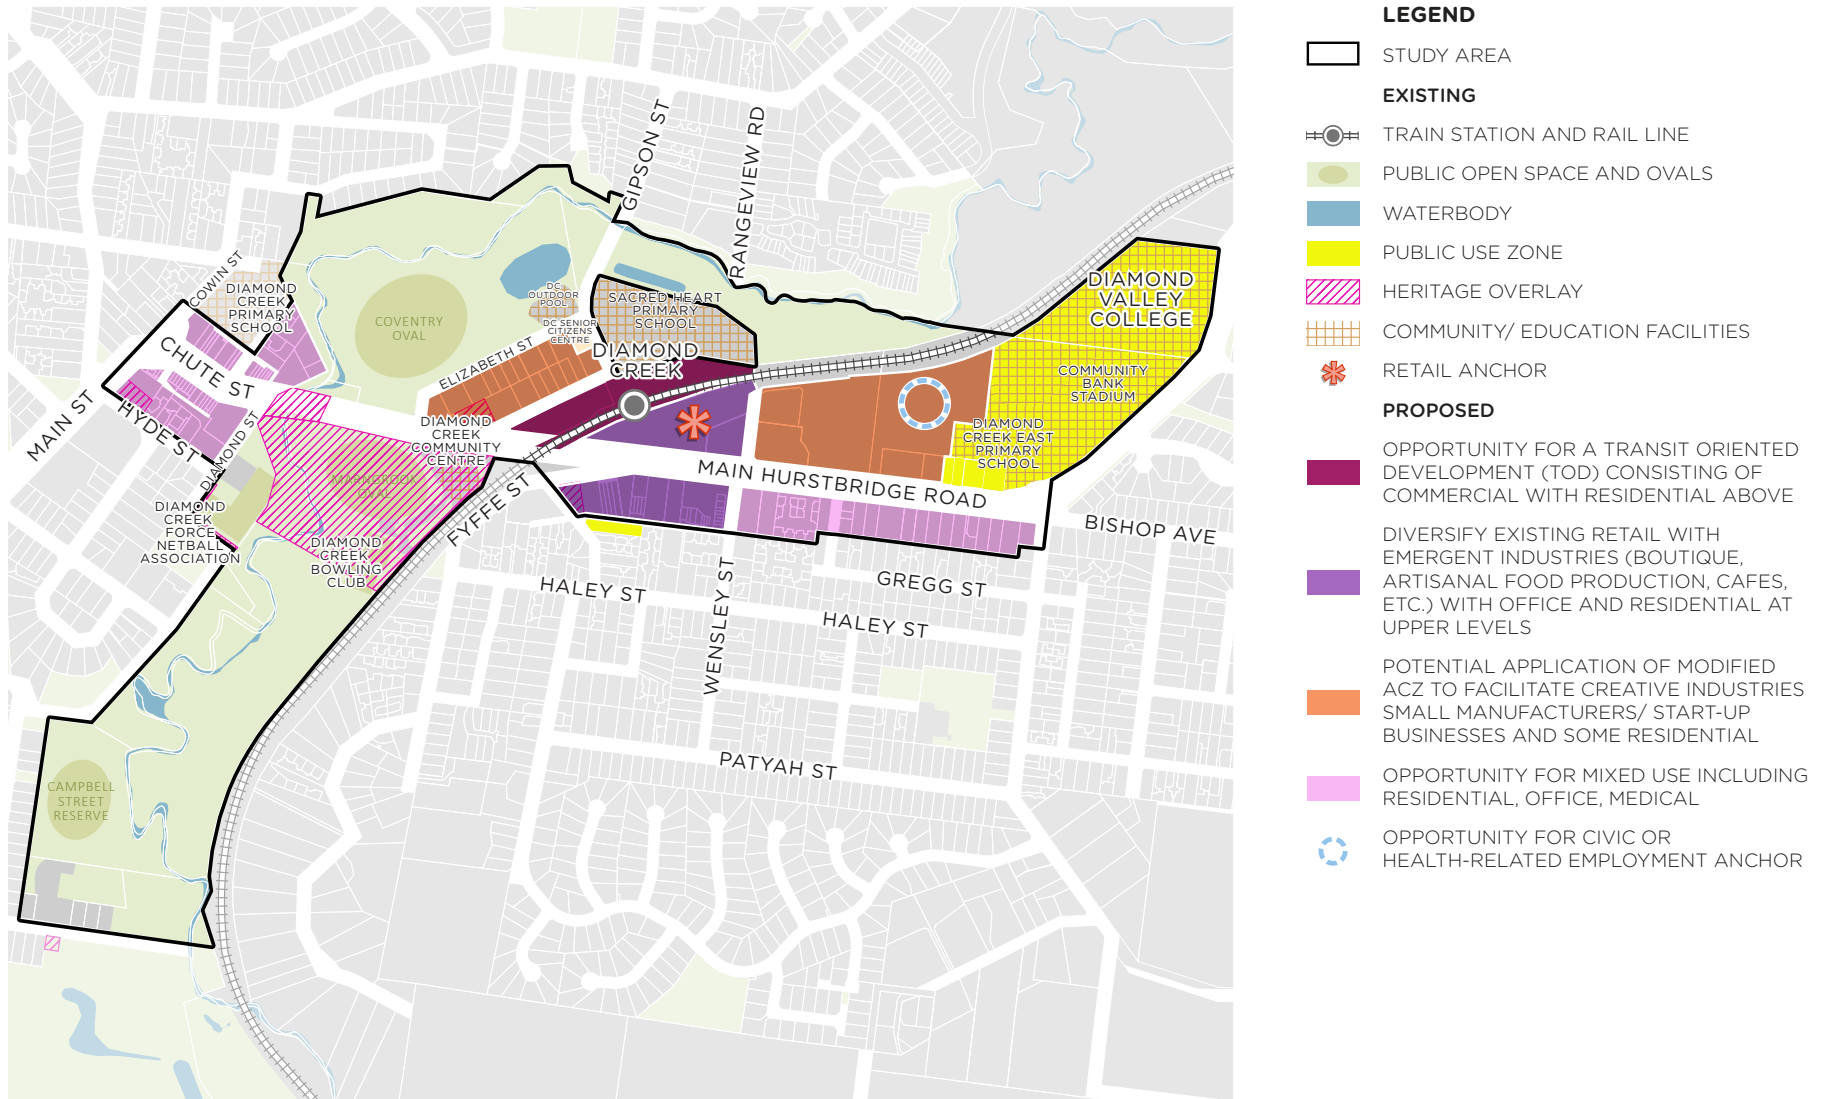 GIPSON ST
RANGEVIEW RD
COWIN ST
DIAMOND
CREEK
PRIMARY
SCHOOL
COVENTRY
OVAL
DC
OUTDOOR
POOL
DC SENIOR
CITIZENS
CENTRE
SACRED HEART
PRIMARY
SCHOOL
DIAMOND
CREEK
DIAMOND
VALLEY
COLLEGE
COMMUNITY
BANK
STADIUM
CHUTE ST
ELIZABETH ST
MAIN ST
HYDE ST
DIAMOND ST
DIAMOND
CREEK
COMMUNITY
CENTRE
DIAMOND
CREEK EAST
PRIMARY
SCHOOL
MARNGROOK
OVAL
MAIN HURSTBRIDGE ROAD
FYFFE ST
BISHOP AVE
DIAMOND
CREEK
FORCE
NETBALL
ASSOCIATION
DIAMOND
CREEK
BOWLING
CLUB
HALEY ST
WENSLEY ST
GREGG ST
HALEY ST
PATYAH ST
CAMPBELL
STREET
RESERVE
LEGEND
STUDY AREA
EXISTING
TRAIN STATION AND RAIL LINE
PUBLIC OPEN SPACE AND OVALS
WATERBODY
PUBLIC USE ZONE
HERITAGE OVERLAY
COMMUNITY/ EDUCATION FACILITIES
RETAIL ANCHOR
PROPOSED
OPPORTUNITY FOR A TRANSIT ORIENTED
DEVELOPMENT (TOD) CONSISTING OF
COMMERCIAL WITH RESIDENTIAL ABOVE
DIVERSIFY EXISTING RETAIL WITH
EMERGENT INDUSTRIES (BOUTIQUE,
ARTISANAL FOOD PRODUCTION, CAFES,
ETC.) WITH OFFICE AND RESIDENTIAL AT
UPPER LEVELS
POTENTIAL APPLICATION OF MODIFIED
ACZ TO FACILITATE CREATIVE INDUSTRIES
SMALL MANUFACTURERS/ START-UP
BUSINESSES AND SOME RESIDENTIAL
OPPORTUNITY FOR MIXED USE INCLUDING
RESIDENTIAL, OFFICE, MEDICAL
OPPORTUNITY FOR CIVIC OR
HEALTH-RELATED EMPLOYMENT ANCHOR